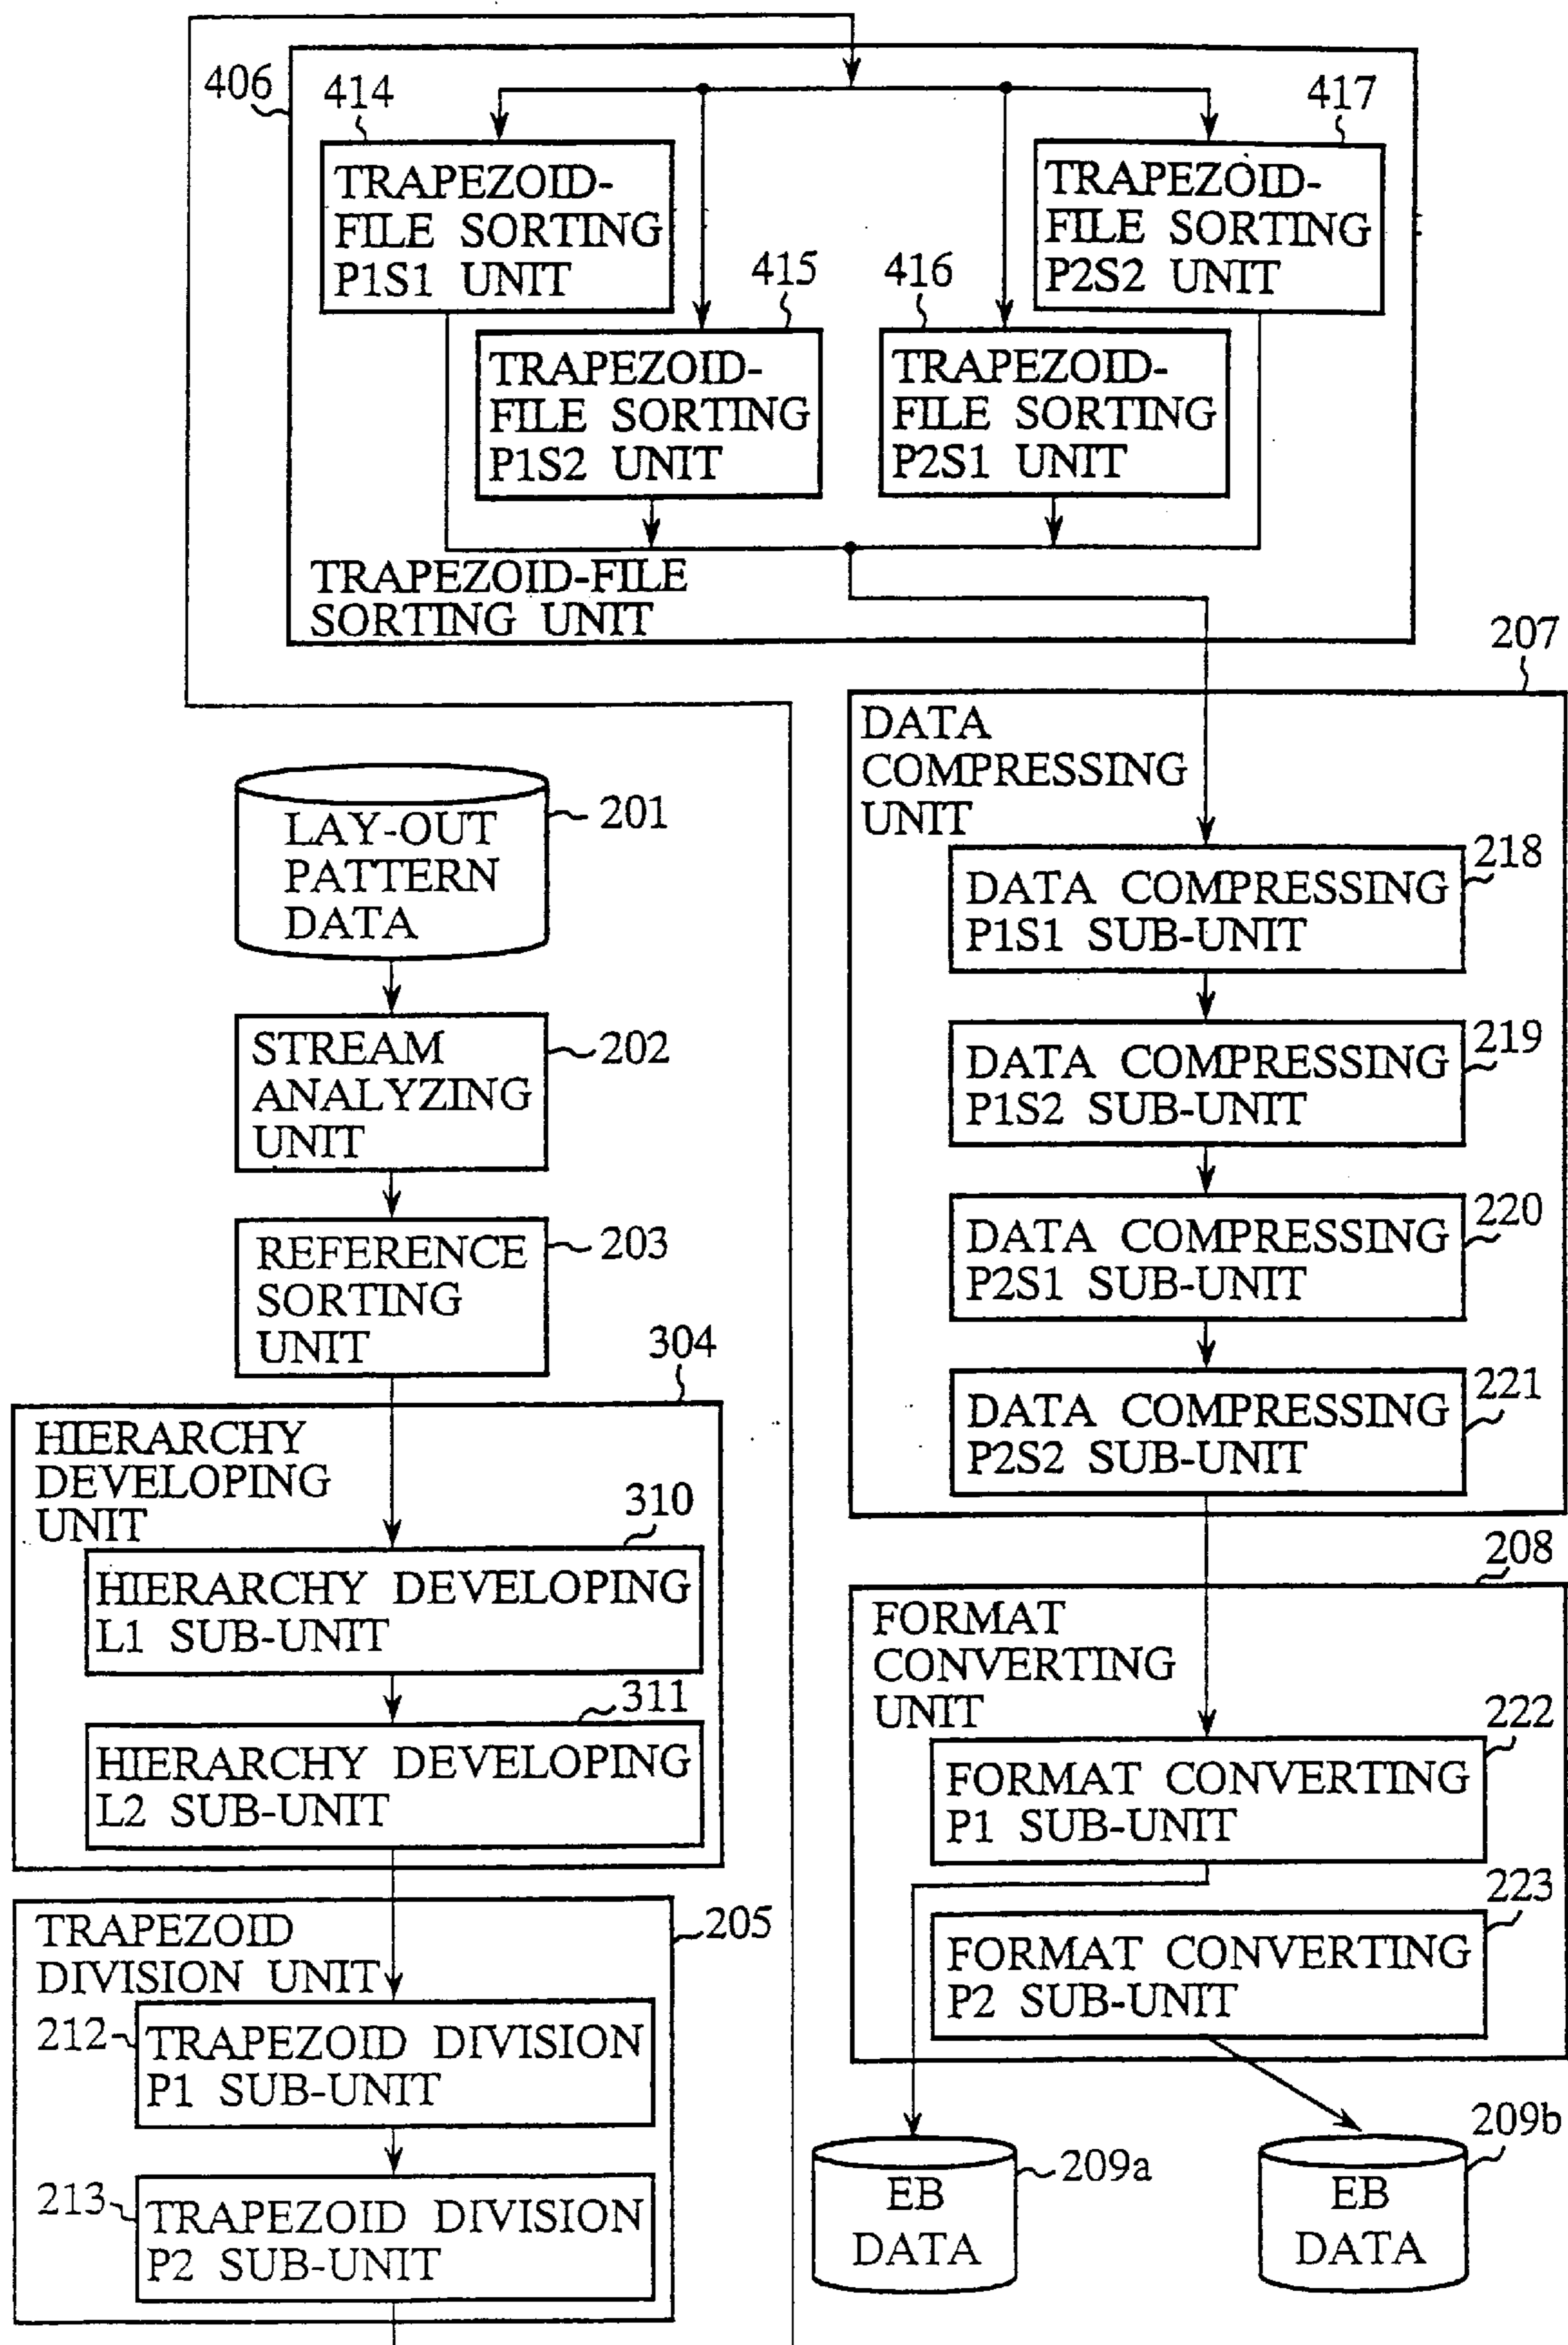 406
414
TRAPEZOID-
FILE SORTING
P1S1 UNIT
417
TRAPEZOID-
FILE SORTING
P2S2 UNIT
415
TRAPEZOID-
FILE SORTING
P1S2 UNIT
416
TRAPEZOID-
FILE SORTING
P2S1 UNIT
TRAPEZOID-FILE
SORTING UNIT
LAY-OUT
PATTERN
DATA
201
STREAM
ANALYZING
UNIT
202
REFERENCE
SORTING
UNIT
203
304
HIERARCHY
DEVELOPING
UNIT
310
HIERARCHY DEVELOPING
L1 SUB-UNIT
311
HIERARCHY DEVELOPING
L2 SUB-UNIT
TRAPEZOID
DIVISION UNIT
205
212
TRAPEZOID DIVISION
P1 SUB-UNIT
213
TRAPEZOID DIVISION
P2 SUB-UNIT
207
DATA
COMPRESSING
UNIT
218
DATA COMPRESSING
P1S1 SUB-UNIT
219
DATA COMPRESSING
P1S2 SUB-UNIT
220
DATA COMPRESSING
P2S1 SUB-UNIT
221
DATA COMPRESSING
P2S2 SUB-UNIT
208
FORMAT
CONVERTING
UNIT
222
FORMAT CONVERTING
P1 SUB-UNIT
223
FORMAT CONVERTING
P2 SUB-UNIT
EB
DATA
209a
EB
DATA
209b